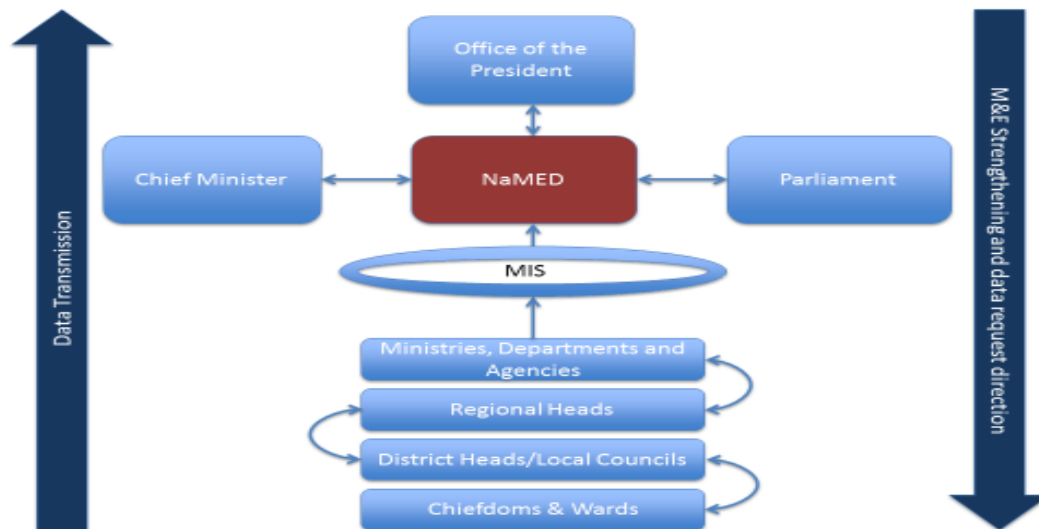 Office of the
President
Chief Minister
NaMED
Parliament
MIS
Ministries, Departments and
Agencies
Regional Heads
District Heads/Local Councils
Chiefdoms & Wards
Data Transmission
M&E Strengthening and data request direction